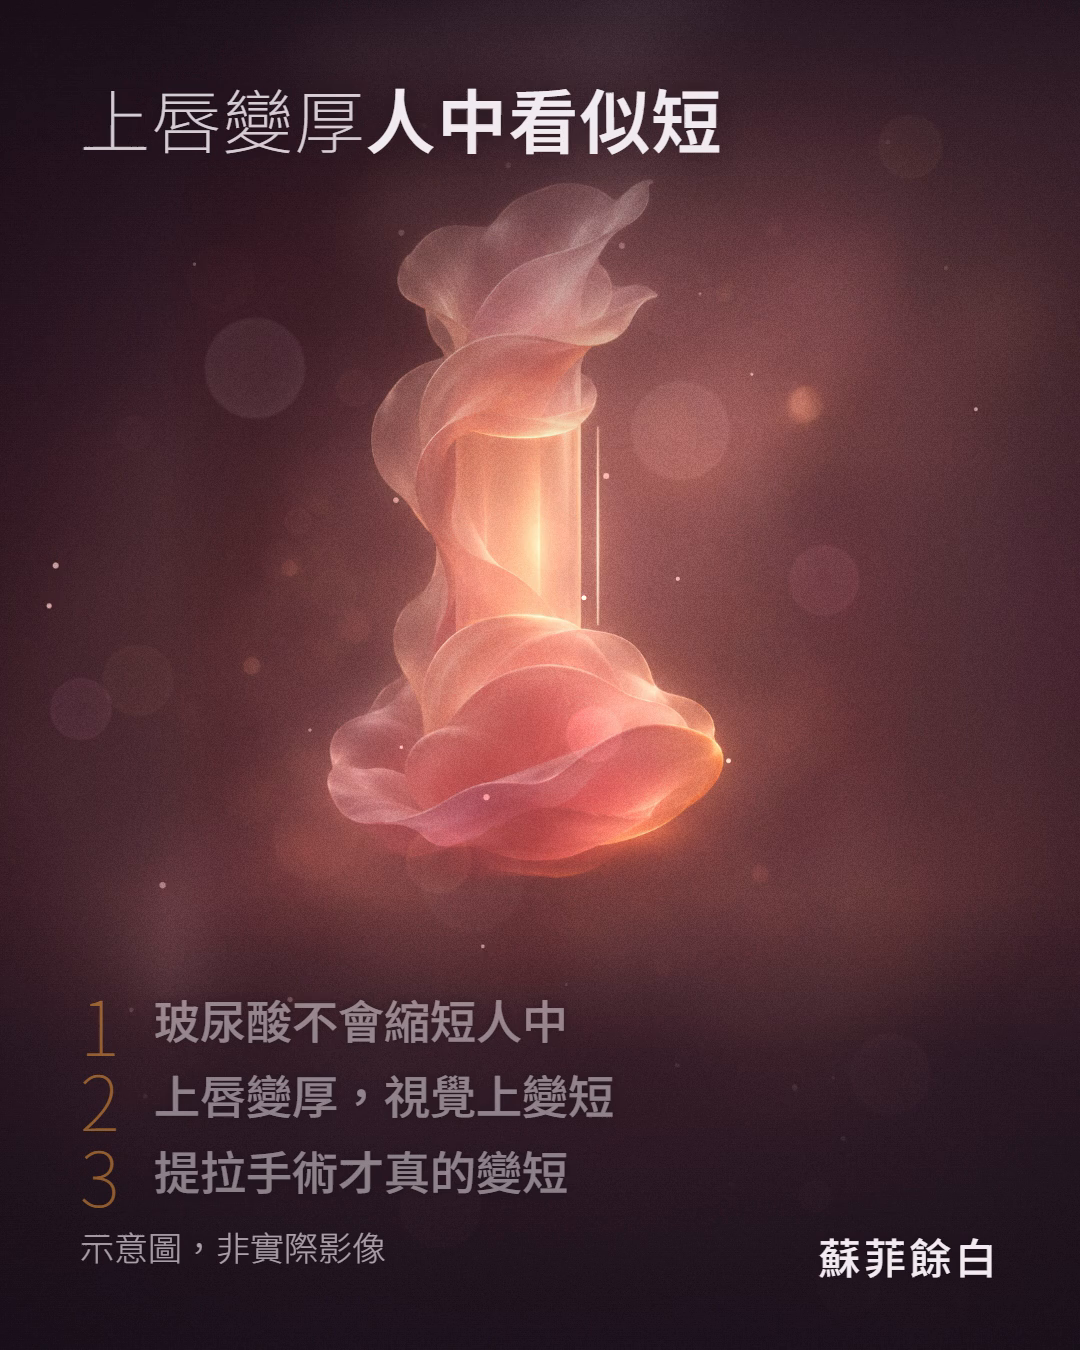 上唇變厚人中看似短
1 玻尿酸不會縮短人中
2 上唇變厚，視覺上變短
3 提拉手術才真的變短
示意圖，非實際影像
蘇菲餘白